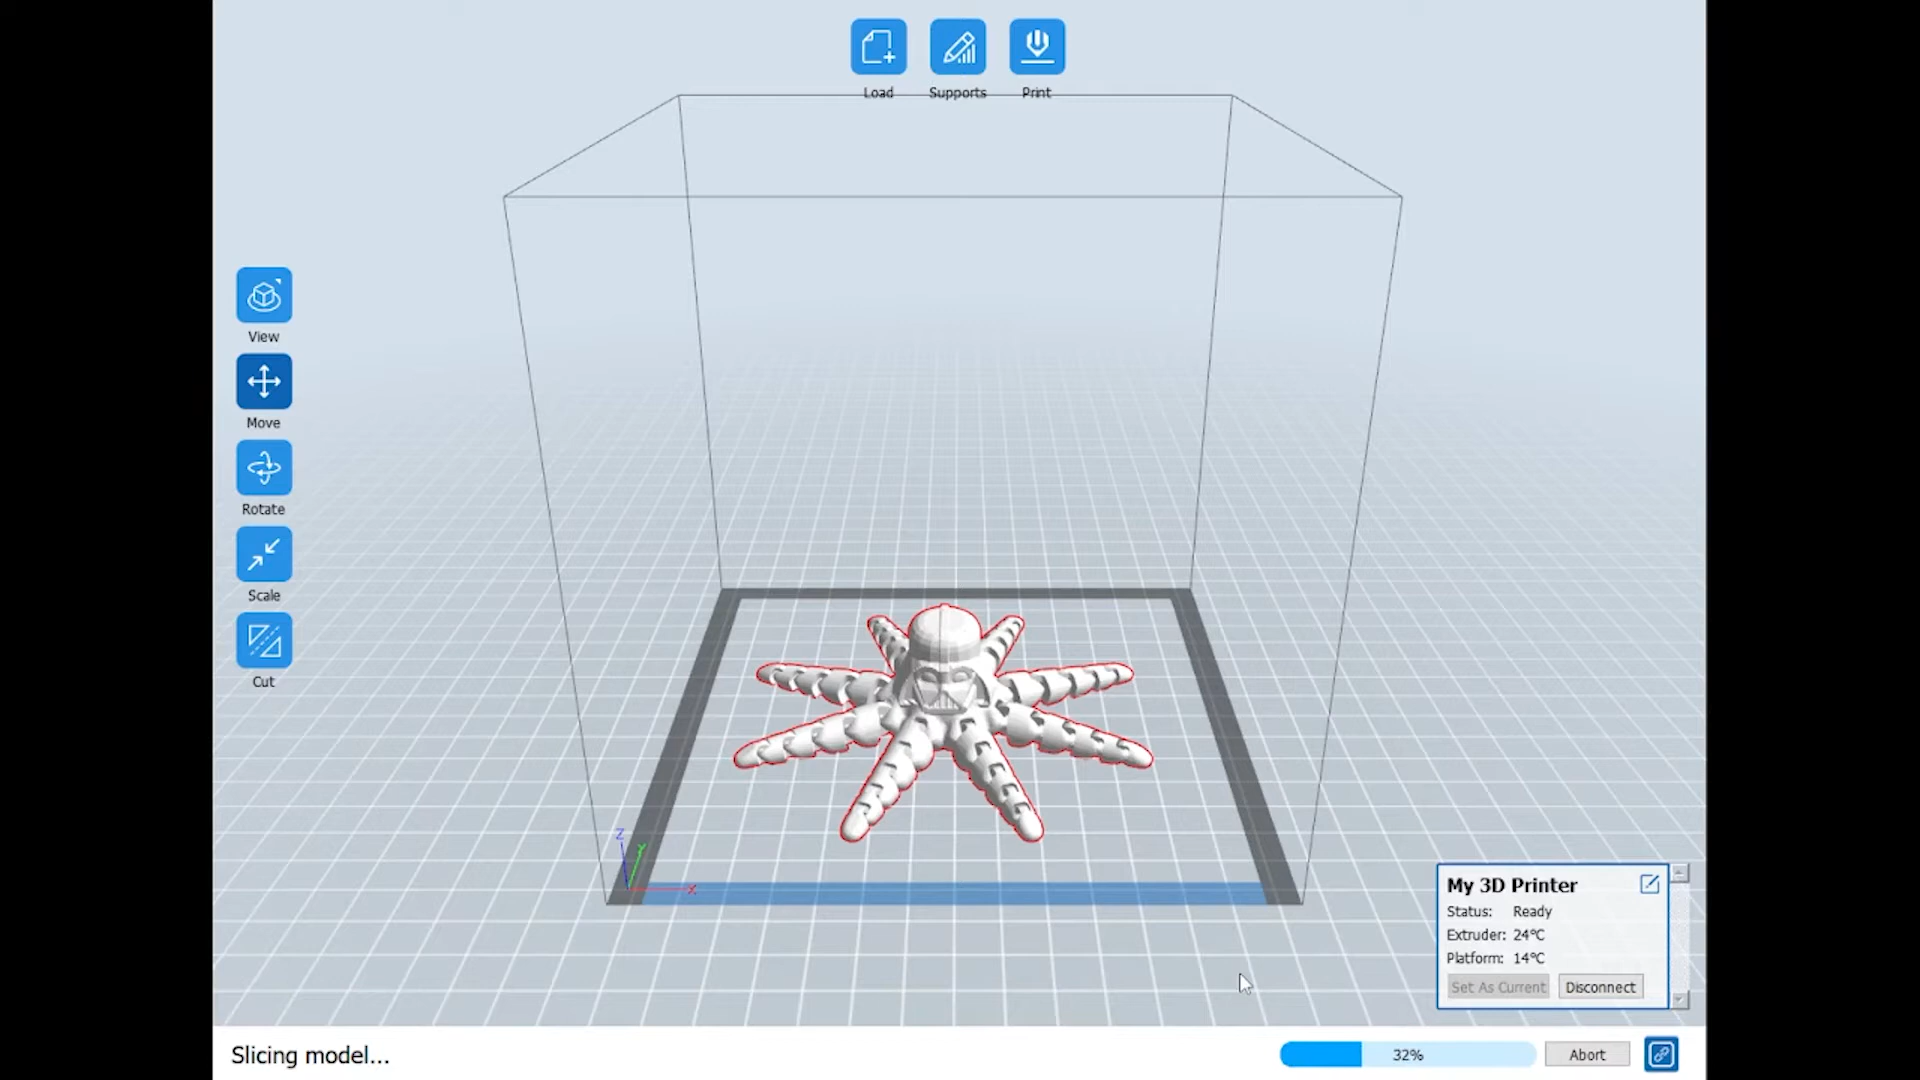 Load Supports Print
View
Move
Rotate
Scale
Cut
Z
Y
X
My 3D Printer
Status: Ready
Extruder: 24°C
Platform: 14°C
Set As Current Disconnect
Slicing model... 32% Abort